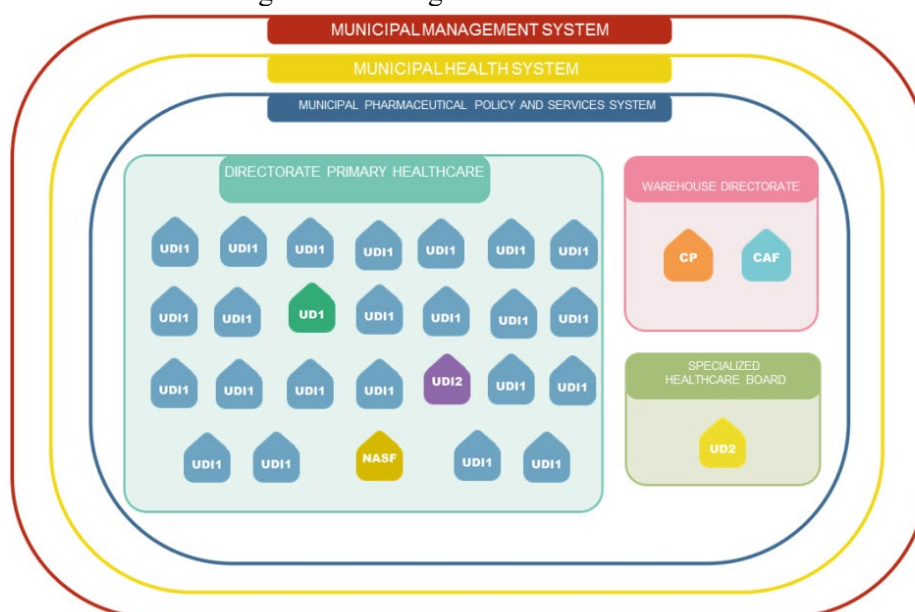 MUNICIPAL MANAGEMENT SYSTEM
MUNICIPAL HEALTH SYSTEM
MUNICIPAL PHARMACEUTICAL POLICY AND SERVICES SYSTEM
DIRECTORATE PRIMARY HEALTHCARE
UDI1 UDI1 UDI1 UDI1 UDI1 UDI1 UDI1
UDI1 UDI1 UD1 UDI1 UDI1 UDI1 UDI1
UDI1 UDI1 UDI1 UDI1 UDI2 UDI1 UDI1
UDI1 UDI1 NASF UDI1 UDI1
WAREHOUSE DIRECTORATE
CP CAF
SPECIALIZED
HEALTHCARE BOARD
UD2